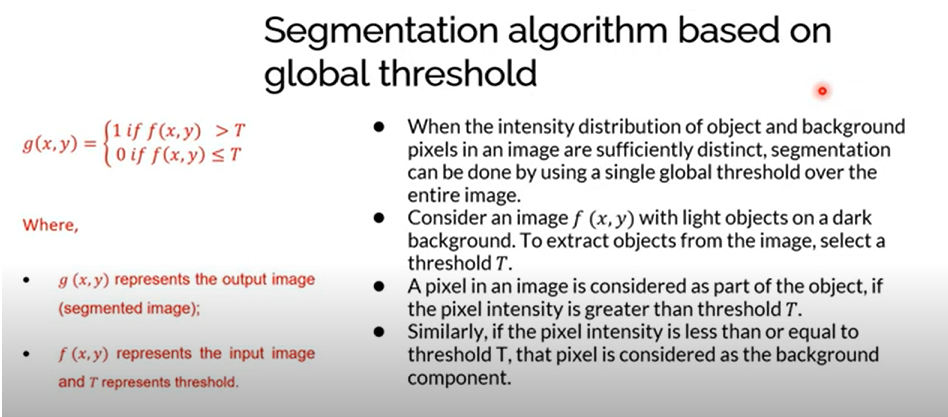 Segmentation algorithm based on
global threshold
g(x,y) = {1 if f(x,y) > T
0 if f(x,y) ≤ T
Where,
• g (x,y) represents the output image
(segmented image);
• f (x,y) represents the input image
and T represents threshold.
● When the intensity distribution of object and background
pixels in an image are sufficiently distinct, segmentation
can be done by using a single global threshold over the
entire image.
● Consider an image f (x,y) with light objects on a dark
background. To extract objects from the image, select a
threshold T.
● A pixel in an image is considered as part of the object, if
the pixel intensity is greater than threshold T.
● Similarly, if the pixel intensity is less than or equal to
threshold T, that pixel is considered as the background
component.